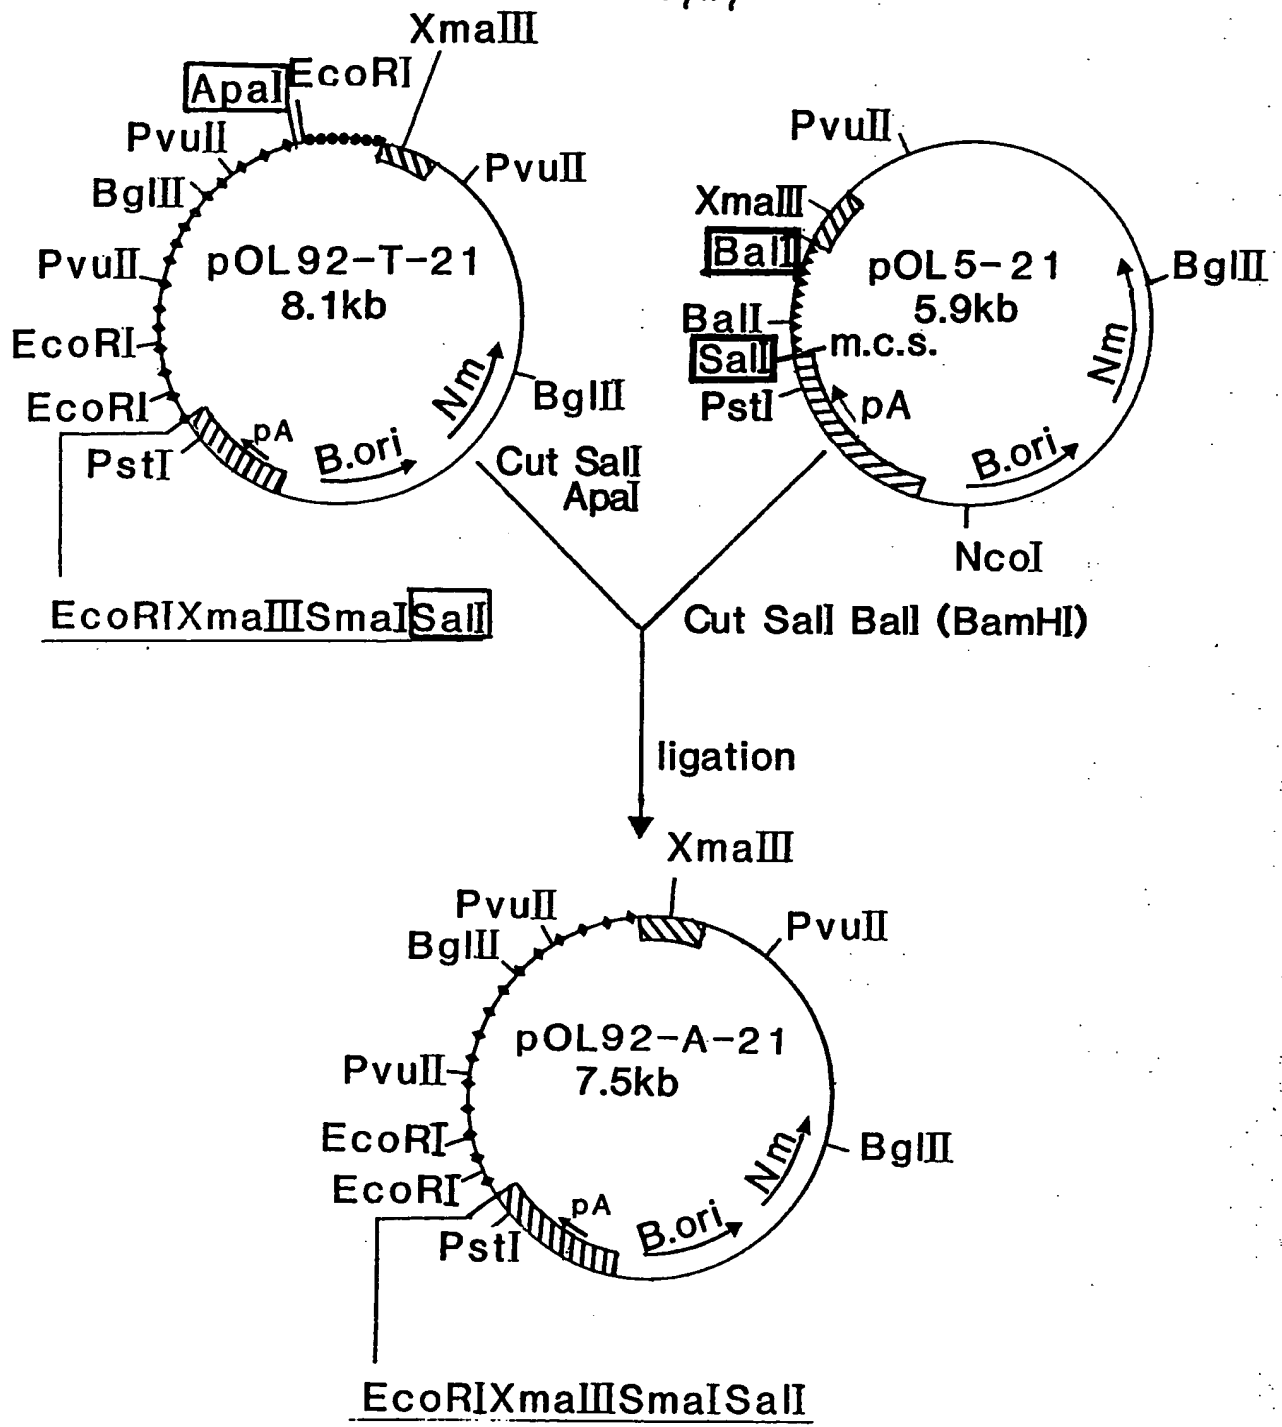 XmaIII
ApaI
EcoRI
PvuII
PvuII
BglII
pOL92-T-21
8.1kb
PvuII
EcoRI
EcoRI
PstI
pA
B.ori
Nm
BglII
Cut SalI
ApaI
EcoRIXmaIIISmaISalI
PvuII
XmaIII
BalI
pOL5-21
5.9kb
BglII
BalI
SalI
m.c.s.
PstI
pA
Nm
B.ori
NcoI
Cut SalI BalI (BamHI)
ligation
XmaIII
PvuII
PvuII
BglII
pOL92-A-21
7.5kb
PvuII
EcoRI
EcoRI
PstI
pA
B.ori
Nm
BglII
EcoRIXmaIIISmaISalI